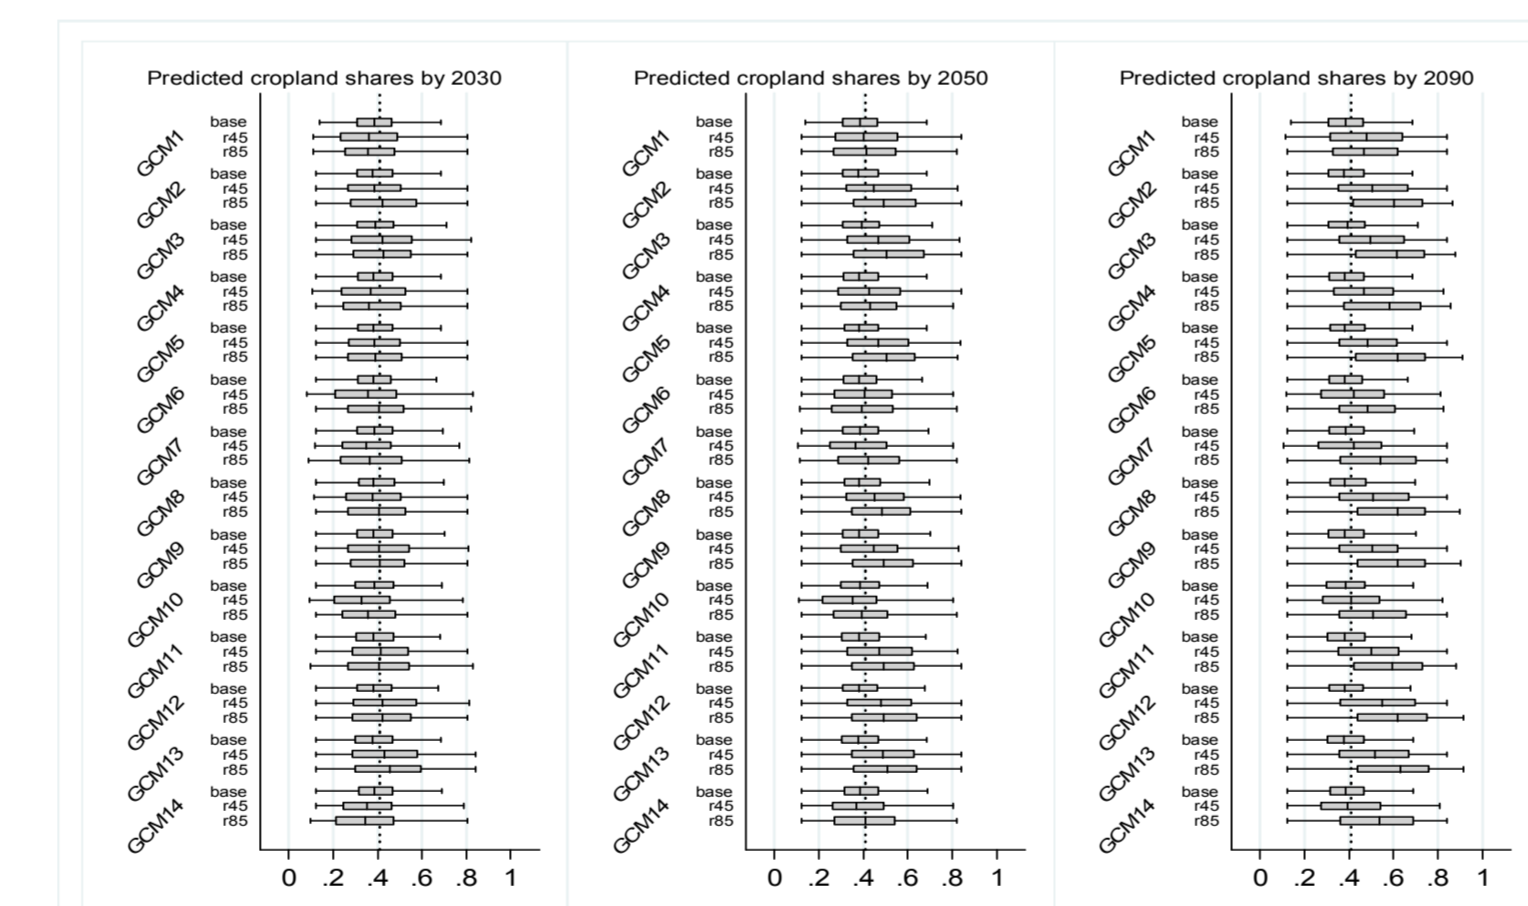 Predicted cropland shares by 2030
base
r45
r85
GCM1
base
r45
r85
GCM2
base
r45
r85
GCM3
base
r45
r85
GCM4
base
r45
r85
GCM5
base
r45
r85
GCM6
base
r45
r85
GCM7
base
r45
r85
GCM8
base
r45
r85
GCM9
base
r45
r85
GCM10
base
r45
r85
GCM11
base
r45
r85
GCM12
base
r45
r85
GCM13
base
r45
r85
GCM14
0 .2 .4 .6 .8 1
Predicted cropland shares by 2050
base
r45
r85
GCM1
base
r45
r85
GCM2
base
r45
r85
GCM3
base
r45
r85
GCM4
base
r45
r85
GCM5
base
r45
r85
GCM6
base
r45
r85
GCM7
base
r45
r85
GCM8
base
r45
r85
GCM9
base
r45
r85
GCM10
base
r45
r85
GCM11
base
r45
r85
GCM12
base
r45
r85
GCM13
base
r45
r85
GCM14
0 .2 .4 .6 .8 1
Predicted cropland shares by 2090
base
r45
r85
GCM1
base
r45
r85
GCM2
base
r45
r85
GCM3
base
r45
r85
GCM4
base
r45
r85
GCM5
base
r45
r85
GCM6
base
r45
r85
GCM7
base
r45
r85
GCM8
base
r45
r85
GCM9
base
r45
r85
GCM10
base
r45
r85
GCM11
base
r45
r85
GCM12
base
r45
r85
GCM13
base
r45
r85
GCM14
0 .2 .4 .6 .8 1